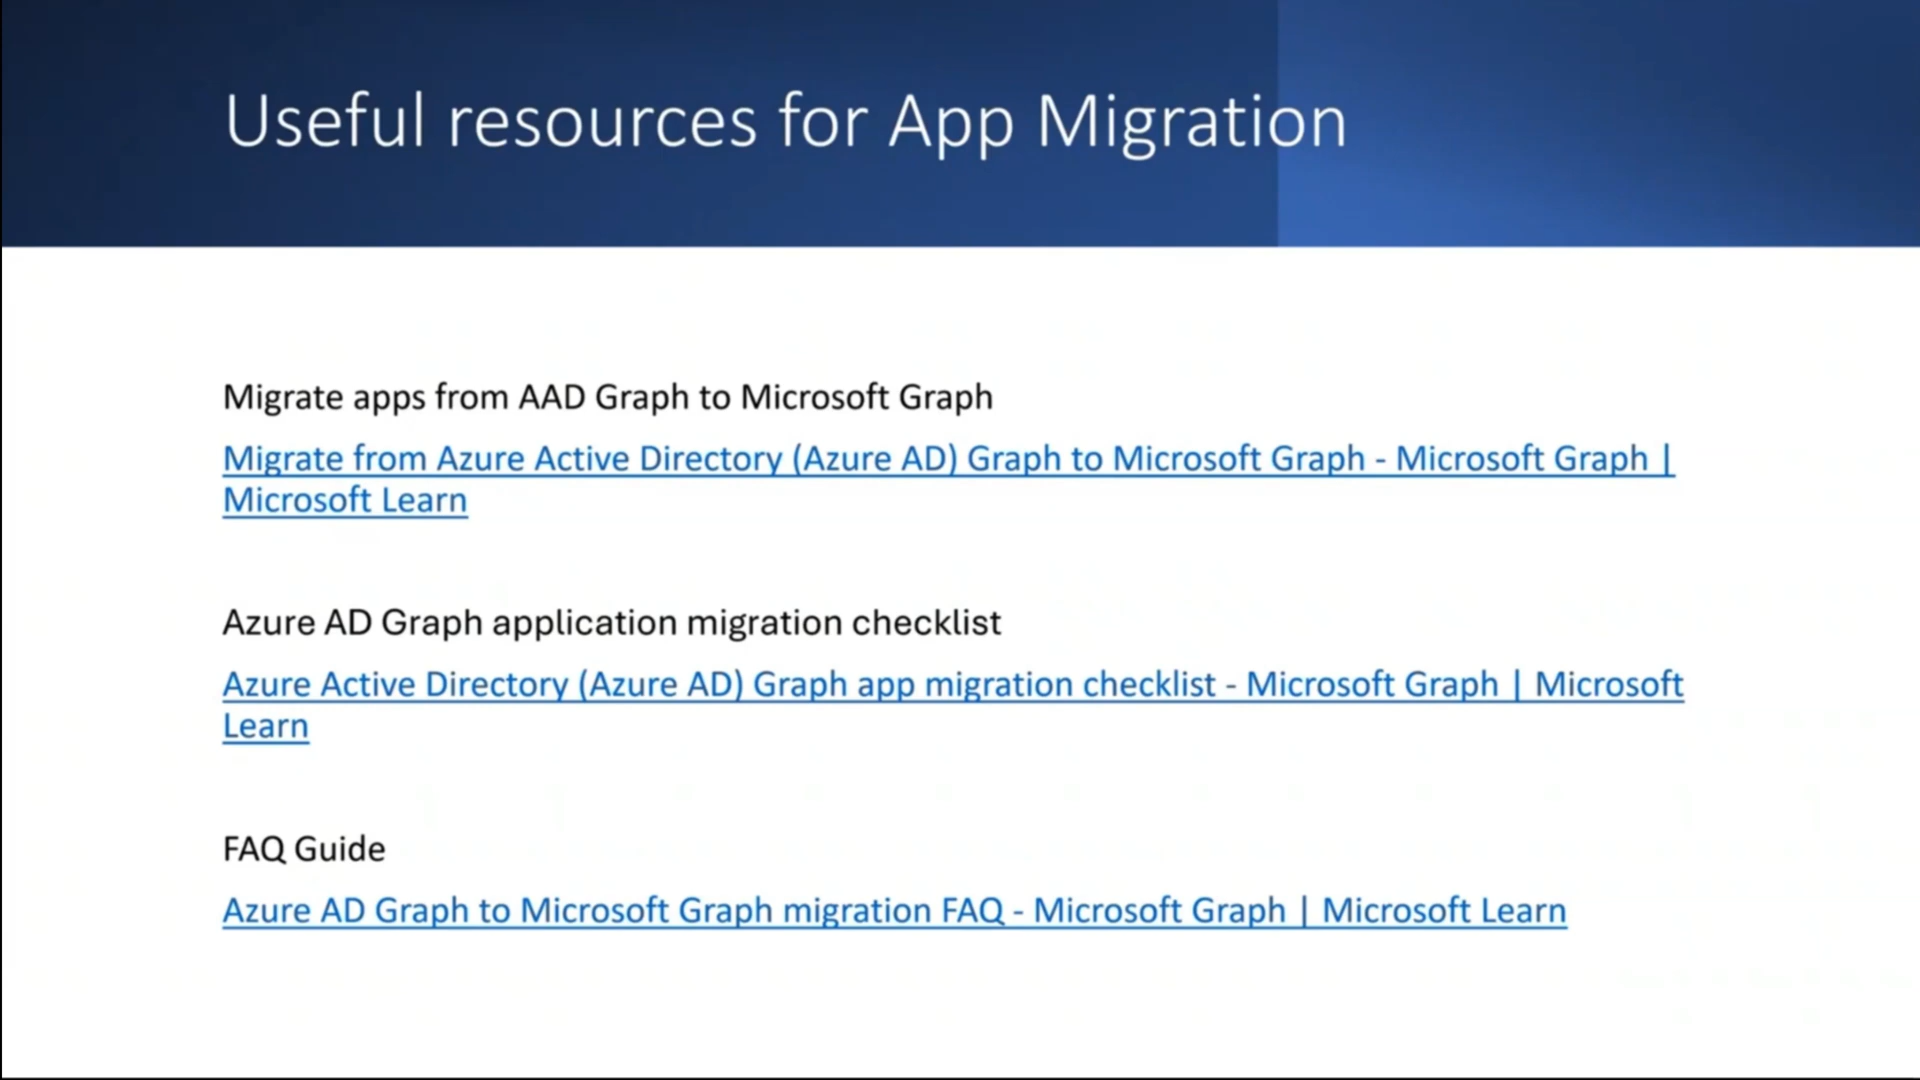 Useful resources for App Migration
Migrate apps from AAD Graph to Microsoft Graph
Migrate from Azure Active Directory (Azure AD) Graph to Microsoft Graph - Microsoft Graph |
Microsoft Learn
Azure AD Graph application migration checklist
Azure Active Directory (Azure AD) Graph app migration checklist - Microsoft Graph | Microsoft
Learn
FAQ Guide
Azure AD Graph to Microsoft Graph migration FAQ - Microsoft Graph | Microsoft Learn